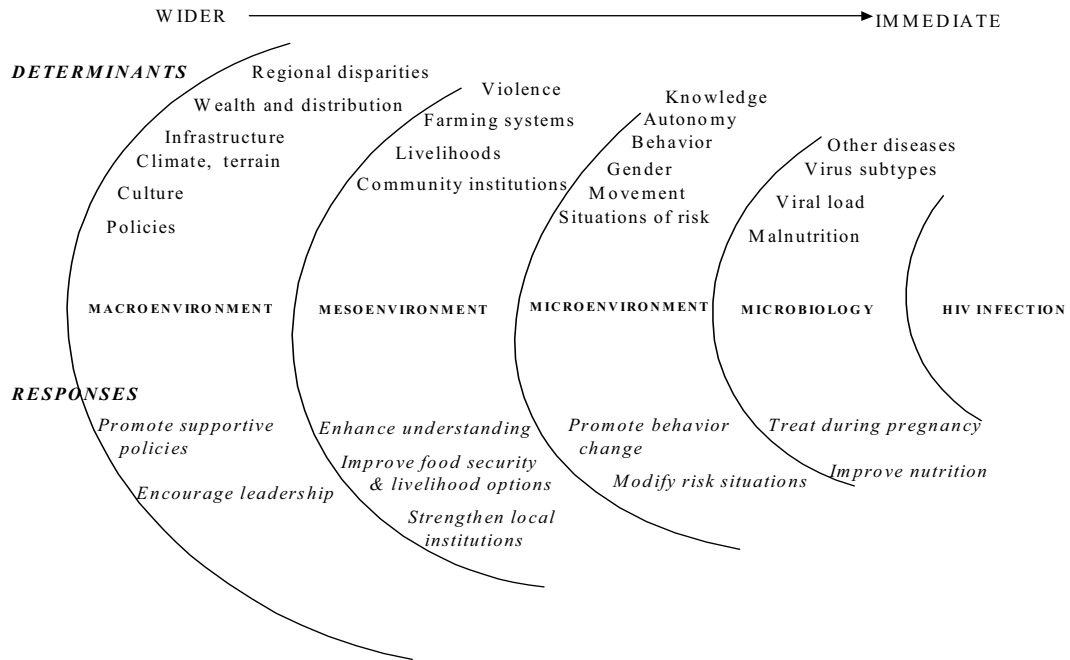 WIDER
IMMEDIATE
DETERMINANTS
Regional disparities
Wealth and distribution
Infrastructure
Climate, terrain
Culture
Policies
Violence
Farming systems
Livelihoods
Community institutions
Knowledge
Autonomy
Behavior
Gender
Movement
Situations of risk
Other diseases
Virus subtypes
Viral load
Malnutrition
MACROENVIRONMENT
MESOENVIRONMENT
MICROENVIRONMENT
MICROBIOLOGY
HIV INFECTION
RESPONSES
Promote supportive
policies
Encourage leadership
Enhance understanding
Improve food security
& livelihood options
Strengthen local
institutions
Promote behavior
change
Modify risk situations
Treat during pregnancy
Improve nutrition